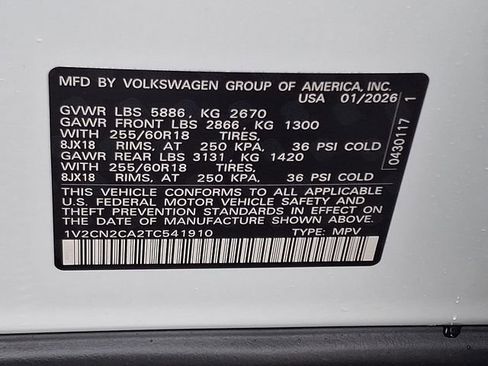 MFD BY VOLKSWAGEN GROUP OF AMERICA, INC.
USA 01/2026
GVWR LBS 5886, KG 2670
GAWR FRONT LBS 2866, KG 1300
WITH 255/60R18 TIRES,
8JX18 RIMS, AT 250 KPA, 36 PSI COLD
GAWR REAR LBS 3131, KG 1420
WITH 255/60R18 TIRES,
8JX18 RIMS, AT 250 KPA, 36 PSI COLD
THIS VEHICLE CONFORMS TO ALL APPLICABLE
U.S. FEDERAL MOTOR VEHICLE SAFETY AND
THEFT PREVENTION STANDARDS IN EFFECT ON
THE DATE OF MANUFACTURE SHOWN ABOVE.
1V2CN2CA2TC541910 TYPE: MPV
0430117 1